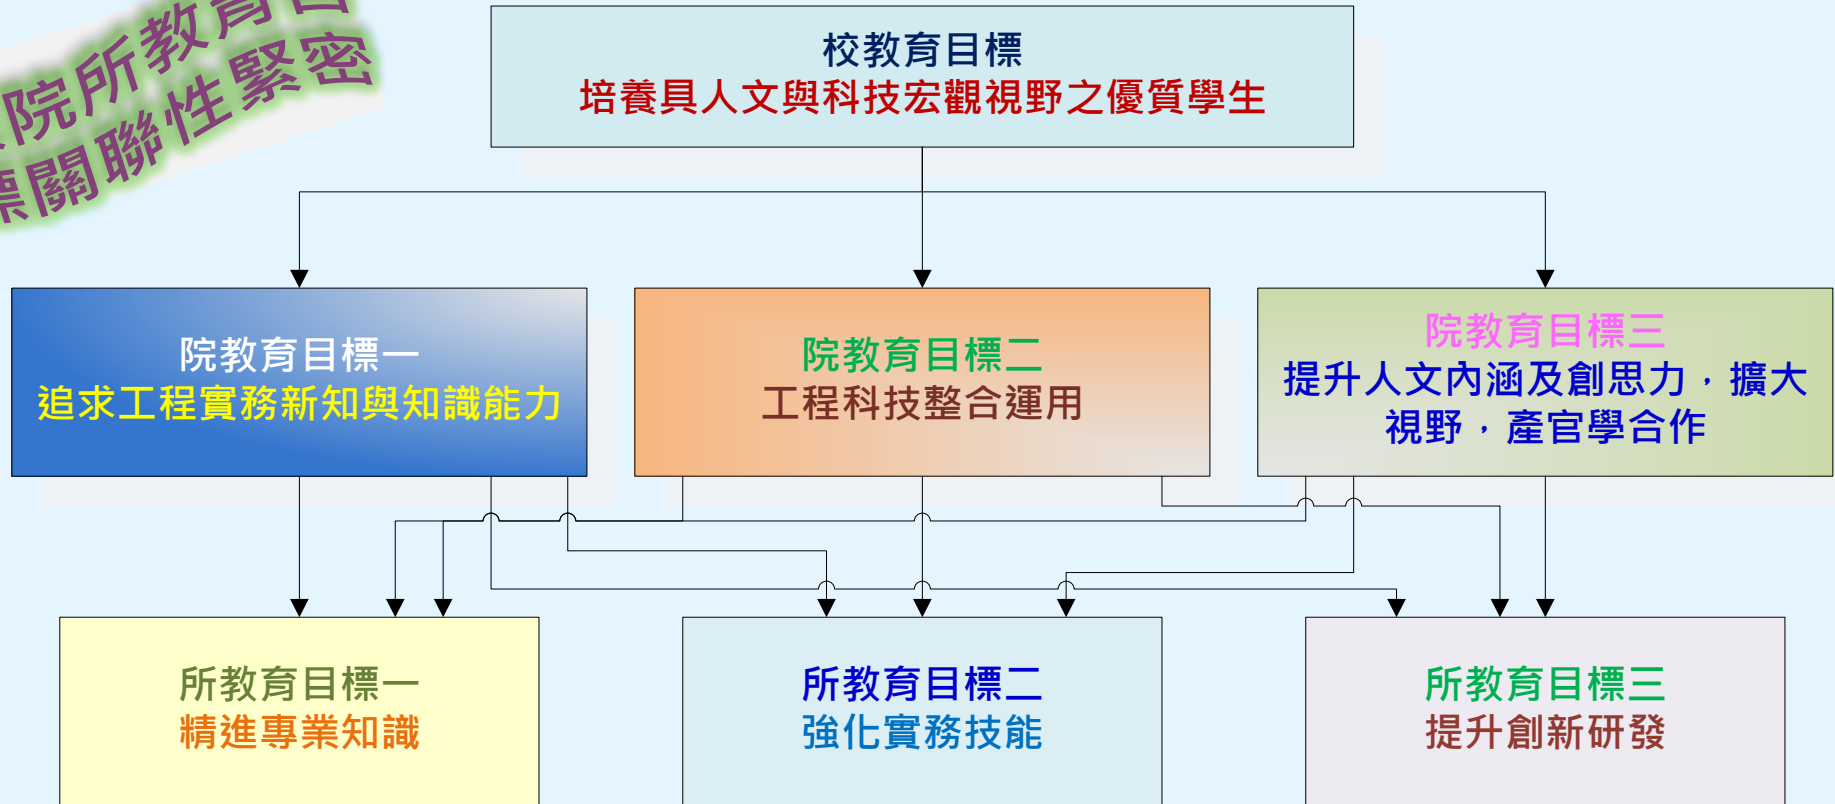 院所教育
關聯性緊密
校教育目標
培養具人文與科技宏觀視野之優質學生
院教育目標一
追求工程實務新知與知識能力
院教育目標二
工程科技整合運用
院教育目標三
提升人文內涵及創思力，擴大
視野，產官學合作
所教育目標一
精進專業知識
所教育目標二
強化實務技能
所教育目標三
提升創新研發